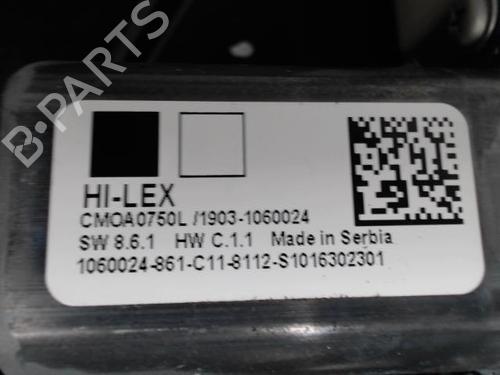 B-PARTS
HI-LEX
CMOA0750L /1903-1060024
SW 8.6.1 HW C.1.1 Made in Serbia
1060024-861-C11-8112-S1016302301